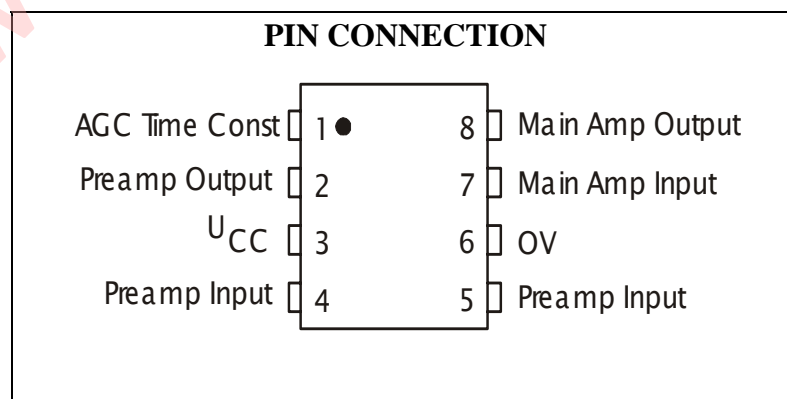 PIN CONNECTION
AGC Time Const 1 8 Main Amp Output
Preamp Output 2 7 Main Amp Input
UCC 3 6 OV
Preamp Input 4 5 Preamp Input